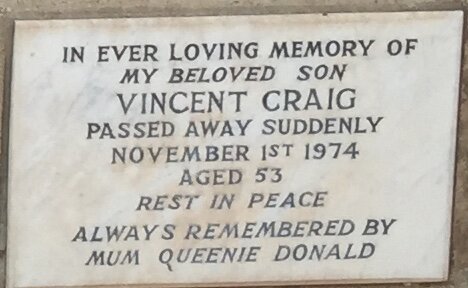 IN EVER LOVING MEMORY OF
MY BELOVED SON
VINCENT CRAIG
PASSED AWAY SUDDENLY
NOVEMBER 1ST 1974
AGED 53
REST IN PEACE
ALWAYS REMEMBERED BY
MUM QUEENIE DONALD